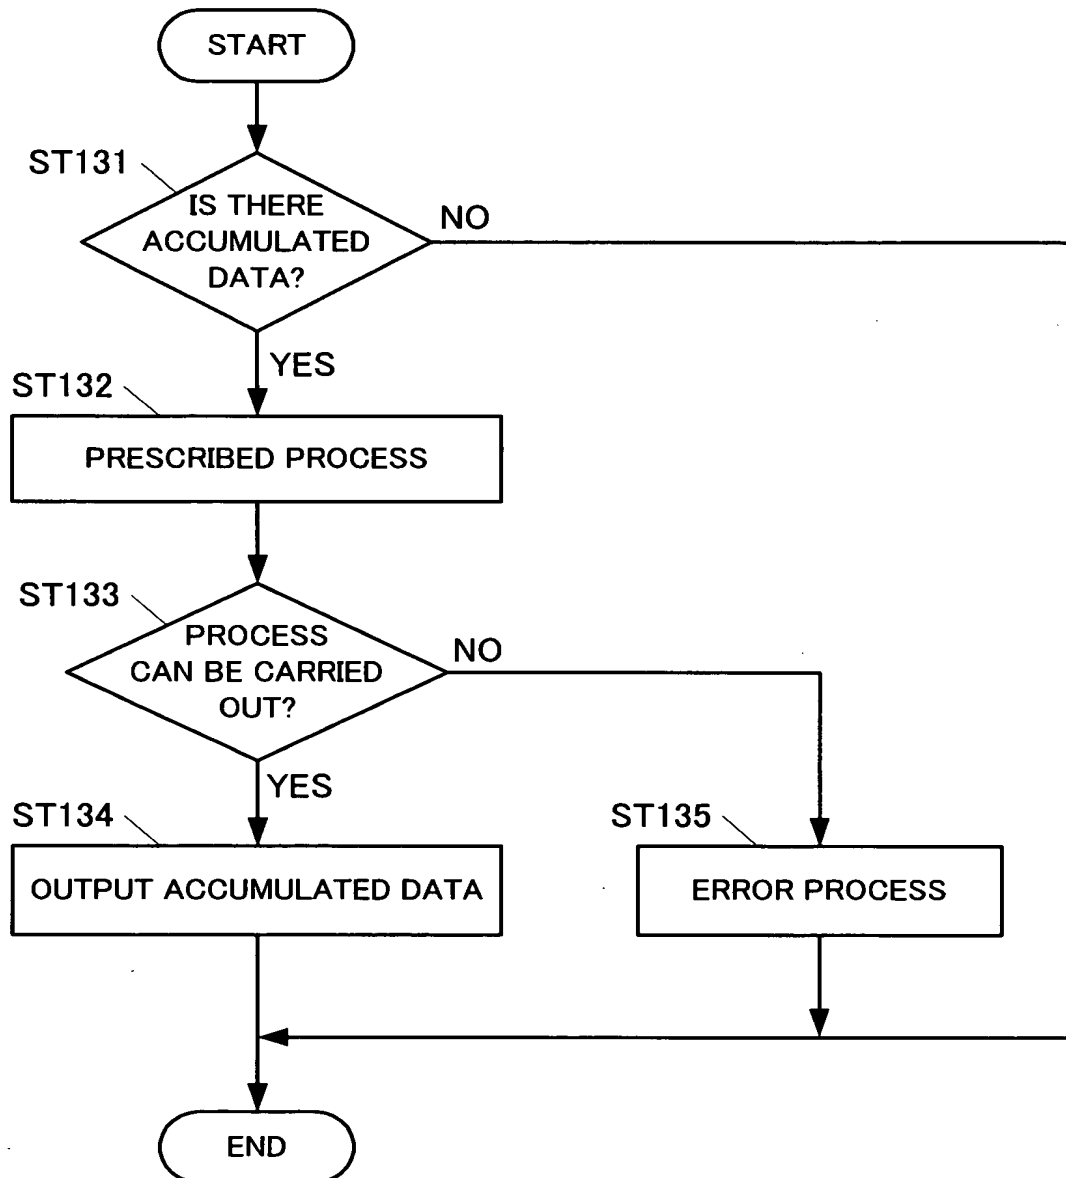 START
ST131
IS THERE
ACCUMULATED
DATA?
NO
YES
ST132
PRESCRIBED PROCESS
ST133
PROCESS
CAN BE CARRIED
OUT?
NO
YES
ST134
OUTPUT ACCUMULATED DATA
ST135
ERROR PROCESS
END